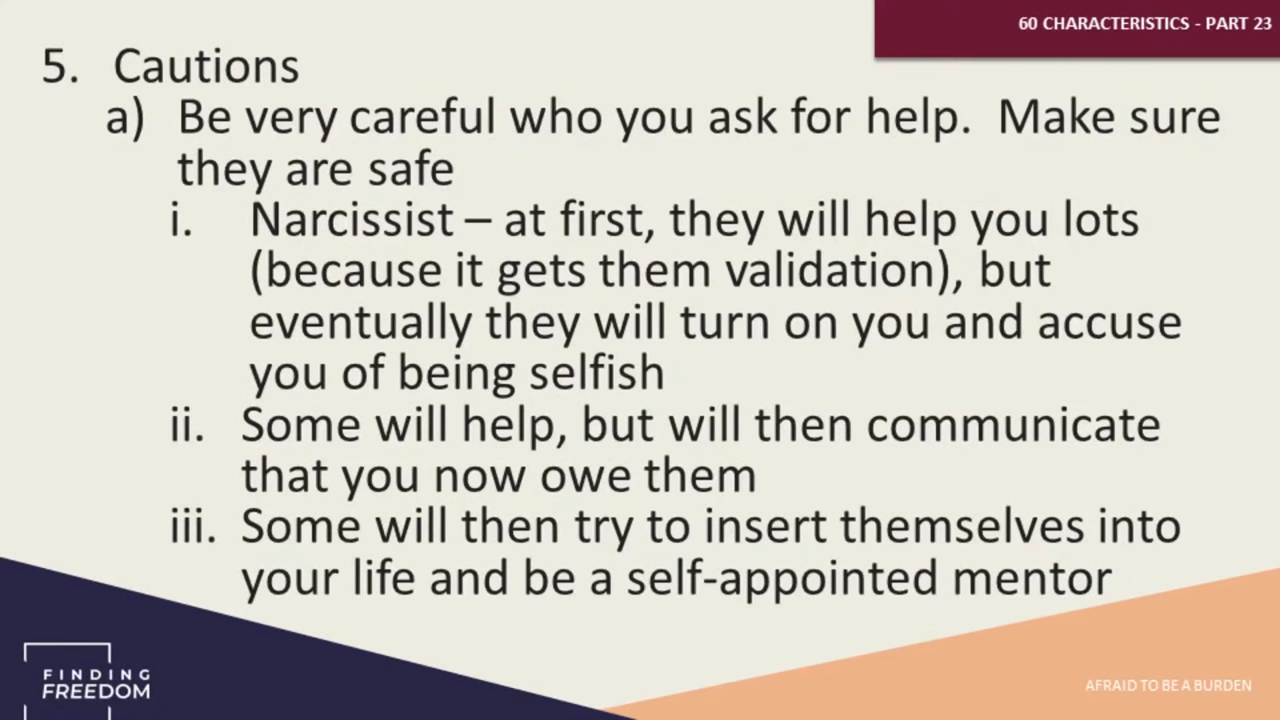 60 CHARACTERISTICS - PART 23
5. Cautions
a) Be very careful who you ask for help. Make sure
they are safe
i. Narcissist – at first, they will help you lots
(because it gets them validation), but
eventually they will turn on you and accuse
you of being selfish
ii. Some will help, but will then communicate
that you now owe them
iii. Some will then try to insert themselves into
your life and be a self-appointed mentor
FINDING
FREEDOM
AFRAID TO BE A BURDEN